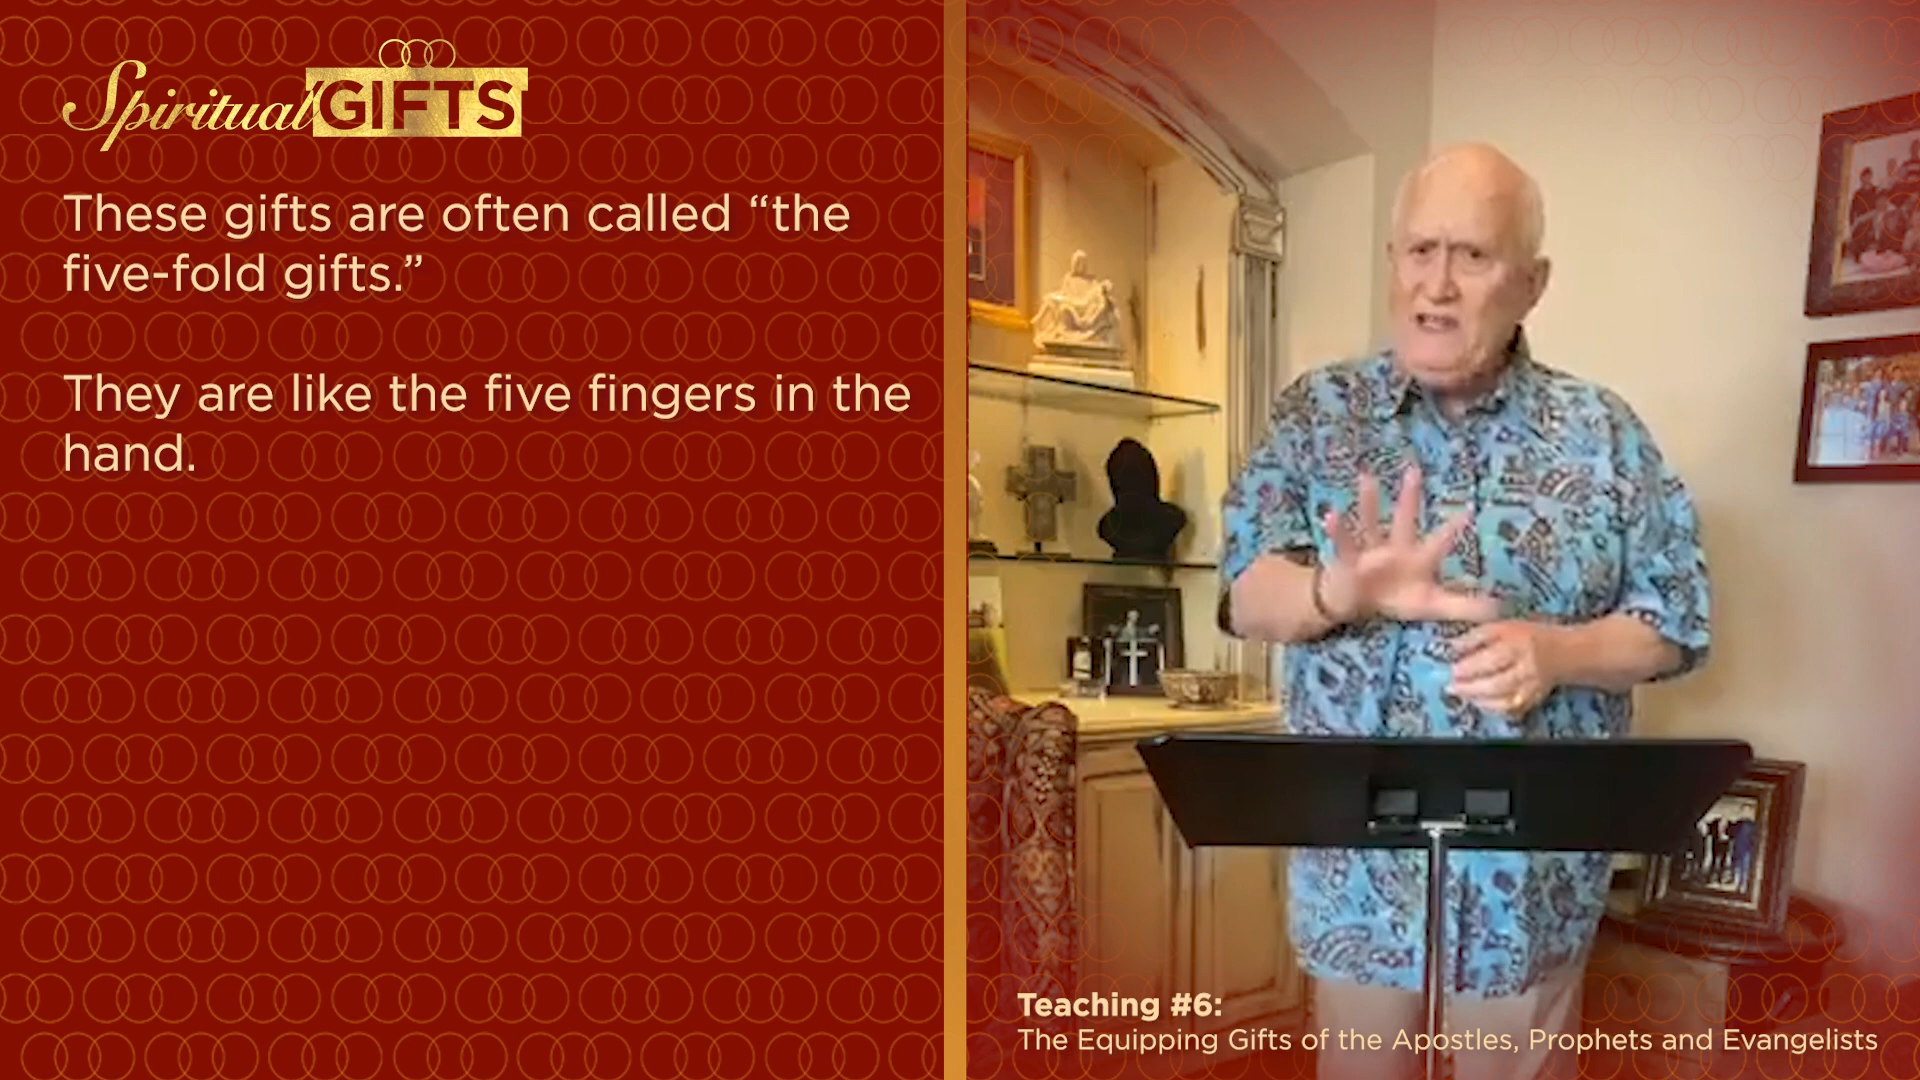 Spiritual GIFTS
These gifts are often called “the
five-fold gifts.”
They are like the five fingers in the
hand.
Teaching #6:
The Equipping Gifts of the Apostles, Prophets and Evangelists